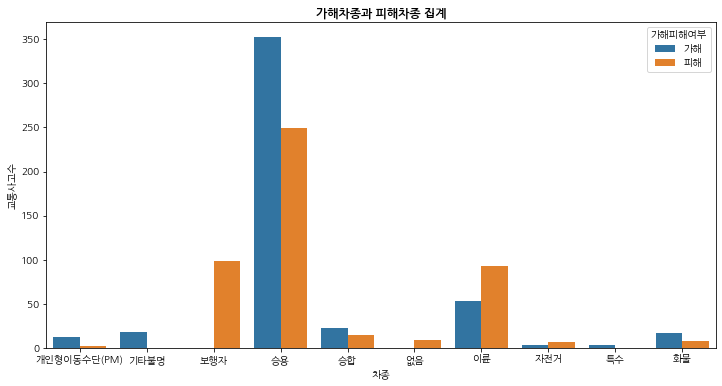 가해차종과 피해차종 집계
가해피해여부
가해
피해
교통사고수
350
300
250
200
150
100
50
0
개인형이동수단(PM)
기타불명
보행자
승용
승합
없음
이륜
자전거
특수
화물
차종